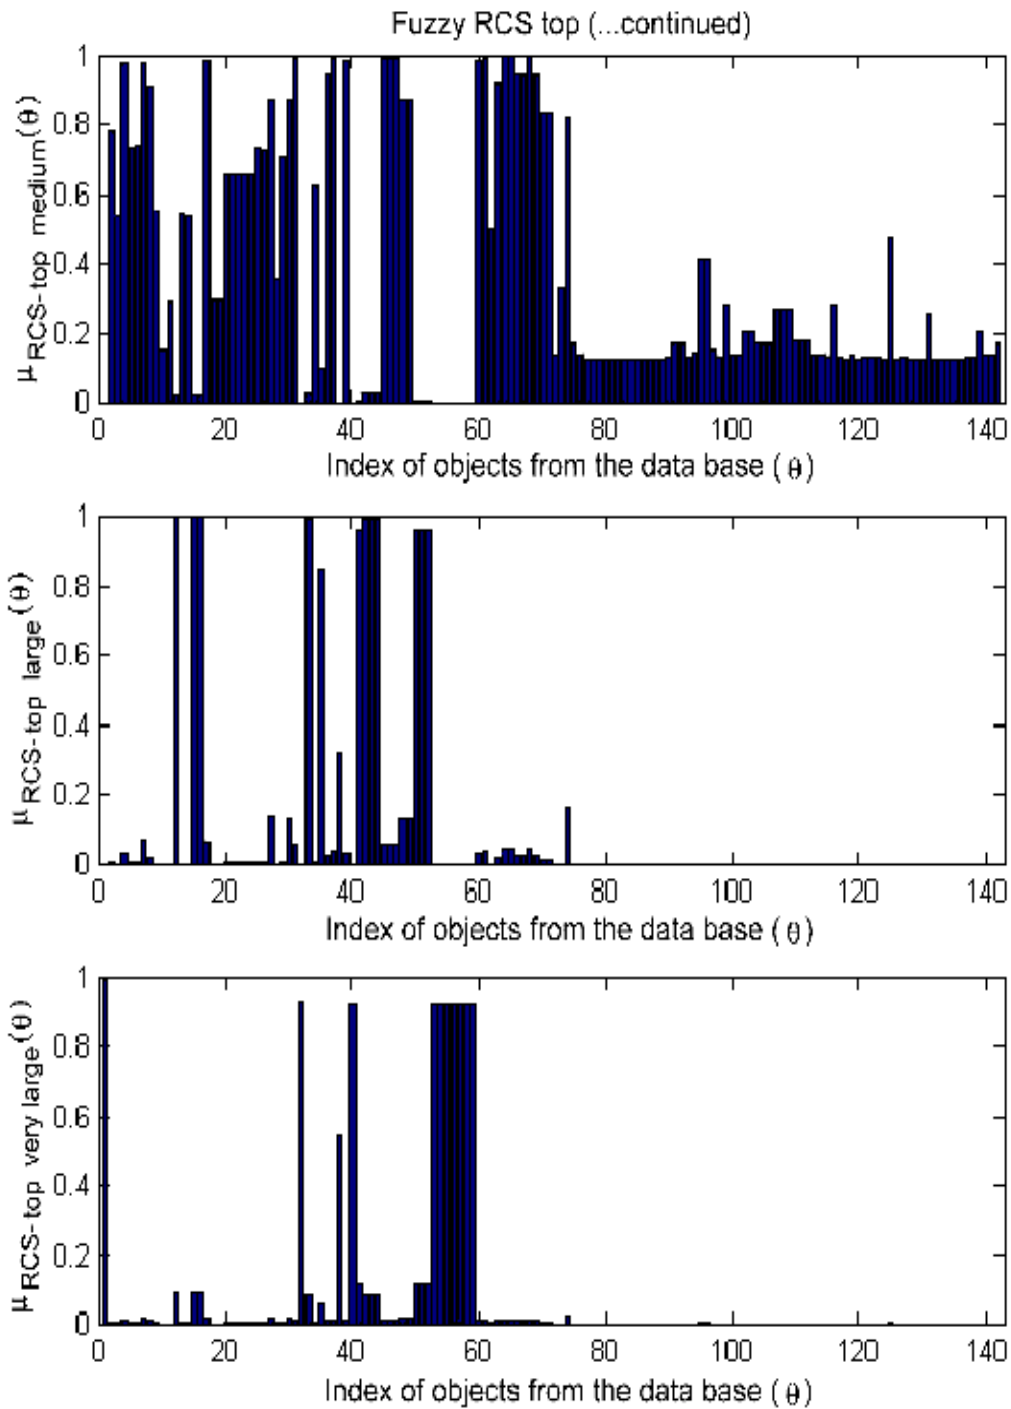 Fuzzy RCS top (...continued)
μRCS-top medium(θ)
1
0.8
0.6
0.4
0.2
0
0 20 40 60 80 100 120 140
Index of objects from the data base (θ)
μRCS-top large(θ)
1
0.8
0.6
0.4
0.2
0
0 20 40 60 80 100 120 140
Index of objects from the data base (θ)
μRCS-top very large(θ)
1
0.8
0.6
0.4
0.2
0
0 20 40 60 80 100 120 140
Index of objects from the data base (θ)